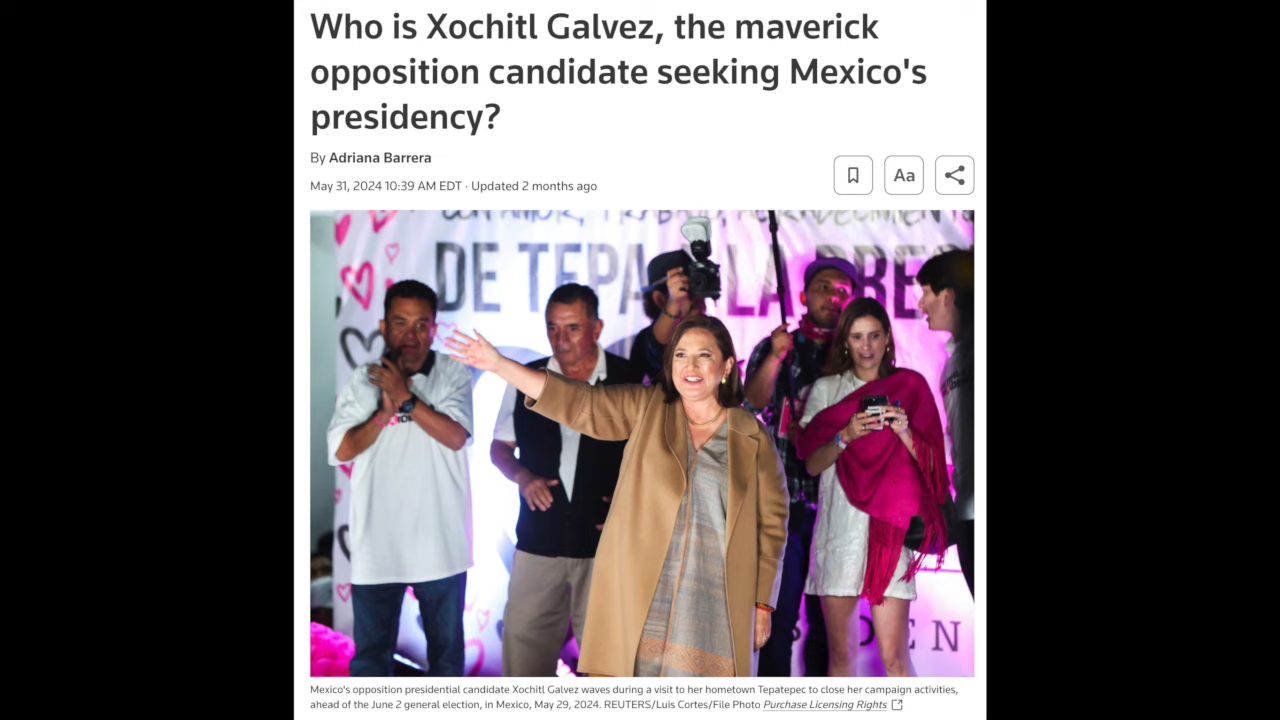 Who is Xochitl Galvez, the maverick
opposition candidate seeking Mexico's
presidency?
By Adriana Barrera
May 31, 2024 10:39 AM EDT · Updated 2 months ago
Aa
DE TEPA LA PRE
DEN
Mexico's opposition presidential candidate Xochitl Galvez waves during a visit to her hometown Tepatepec to close her campaign activities,
ahead of the June 2 general election, in Mexico, May 29, 2024. REUTERS/Luis Cortes/File Photo Purchase Licensing Rights